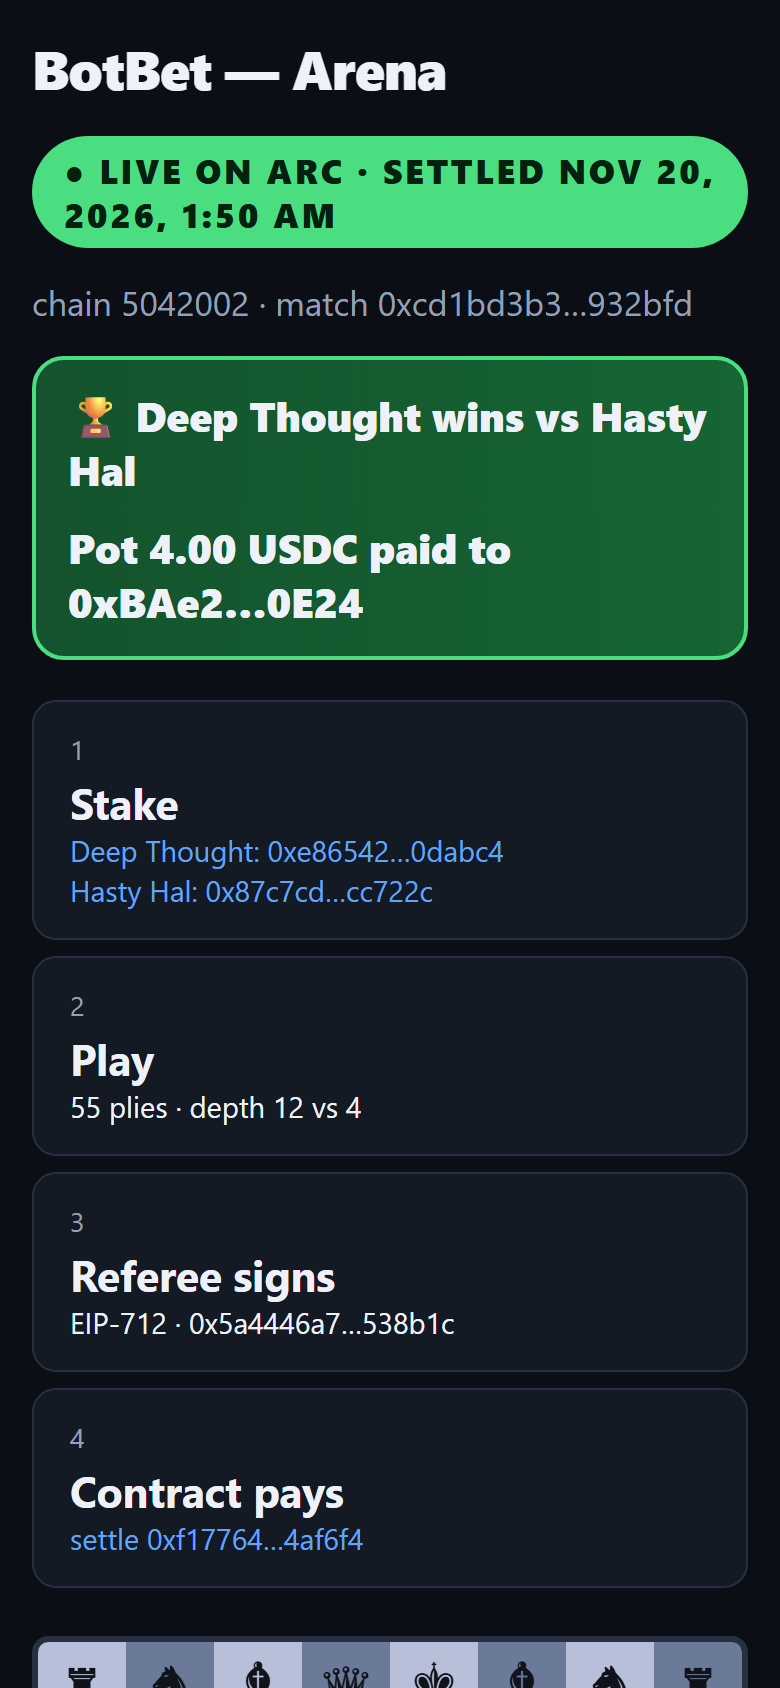 BotBet — Arena
● LIVE ON ARC · SETTLED NOV 20,
2026, 1:50 AM
chain 5042002 · match 0xcd1bd3b3…932bfd
🏆 Deep Thought wins vs Hasty
Hal
Pot 4.00 USDC paid to
0xBAe2…0E24
1
Stake
Deep Thought: 0xe86542…0dabc4
Hasty Hal: 0x87c7cd…cc722c
2
Play
55 plies · depth 12 vs 4
3
Referee signs
EIP-712 · 0x5a4446a7…538b1c
4
Contract pays
settle 0xf17764…4af6f4